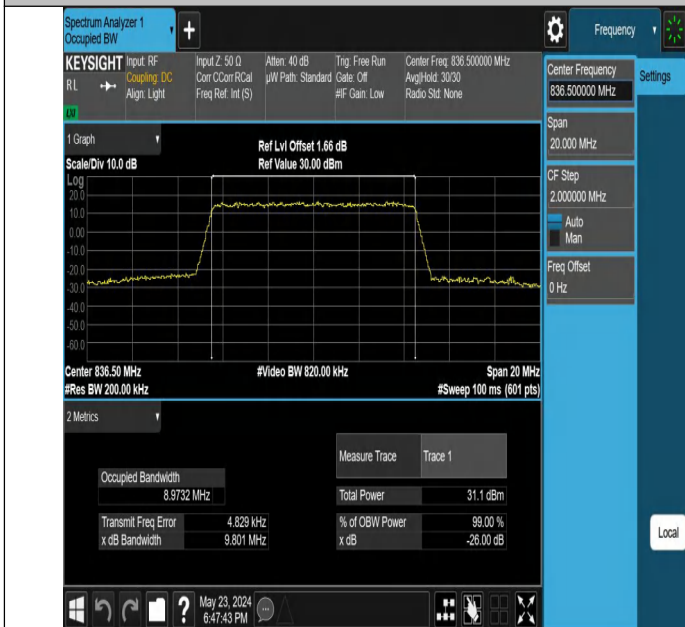 Spectrum Analyzer 1
Occupied BW
+
Frequency
KEYSIGHT
RL
LXI
Input: RF
Coupling: DC
Align: Light
Input Z: 50 Ω
Corr CCorr RCal
Freq Ref: Int (S)
Atten: 40 dB
µW Path: Standard
Trig: Free Run
Gate: Off
#IF Gain: Low
Center Freq: 836.500000 MHz
Avg|Hold: 30/30
Radio Std: None
Center Frequency
836.500000 MHz
Settings
Span
20.000 MHz
CF Step
2.000000 MHz
Auto
Man
Freq Offset
0 Hz
Local
1 Graph
Scale/Div 10.0 dB
Ref Lvl Offset 1.66 dB
Ref Value 30.00 dBm
Log
20.0
10.0
0.00
-10.0
-20.0
-30.0
-40.0
-50.0
-60.0
Center 836.50 MHz
#Video BW 820.00 kHz
Span 20 MHz
#Res BW 200.00 kHz
#Sweep 100 ms (601 pts)
2 Metrics
Measure Trace
Trace 1
Occupied Bandwidth
8.9732 MHz
Total Power
31.1 dBm
Transmit Freq Error
4.829 kHz
% of OBW Power
99.00 %
x dB Bandwidth
9.801 MHz
x dB
-26.00 dB
?
May 23, 2024
6:47:43 PM